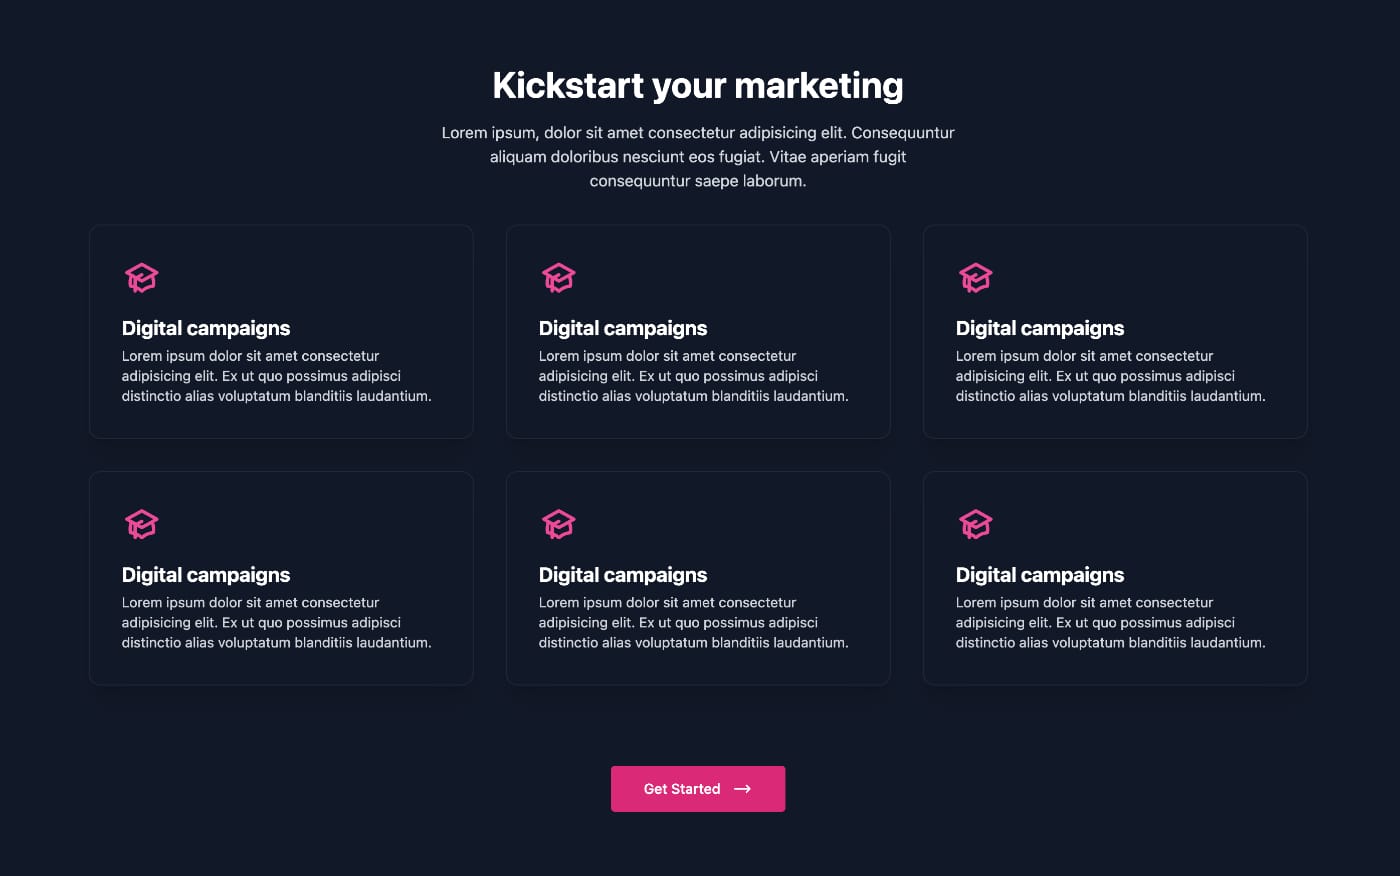 Kickstart your marketing
Lorem ipsum, dolor sit amet consectetur adipisicing elit. Consequuntur
aliquam doloribus nesciunt eos fugiat. Vitae aperiam fugit
consequuntur saepe laborum.
Digital campaigns
Lorem ipsum dolor sit amet consectetur
adipisicing elit. Ex ut quo possimus adipisci
distinctio alias voluptatum blanditiis laudantium.
Digital campaigns
Lorem ipsum dolor sit amet consectetur
adipisicing elit. Ex ut quo possimus adipisci
distinctio alias voluptatum blanditiis laudantium.
Digital campaigns
Lorem ipsum dolor sit amet consectetur
adipisicing elit. Ex ut quo possimus adipisci
distinctio alias voluptatum blanditiis laudantium.
Digital campaigns
Lorem ipsum dolor sit amet consectetur
adipisicing elit. Ex ut quo possimus adipisci
distinctio alias voluptatum blanditiis laudantium.
Digital campaigns
Lorem ipsum dolor sit amet consectetur
adipisicing elit. Ex ut quo possimus adipisci
distinctio alias voluptatum blanditiis laudantium.
Digital campaigns
Lorem ipsum dolor sit amet consectetur
adipisicing elit. Ex ut quo possimus adipisci
distinctio alias voluptatum blanditiis laudantium.
Get Started →